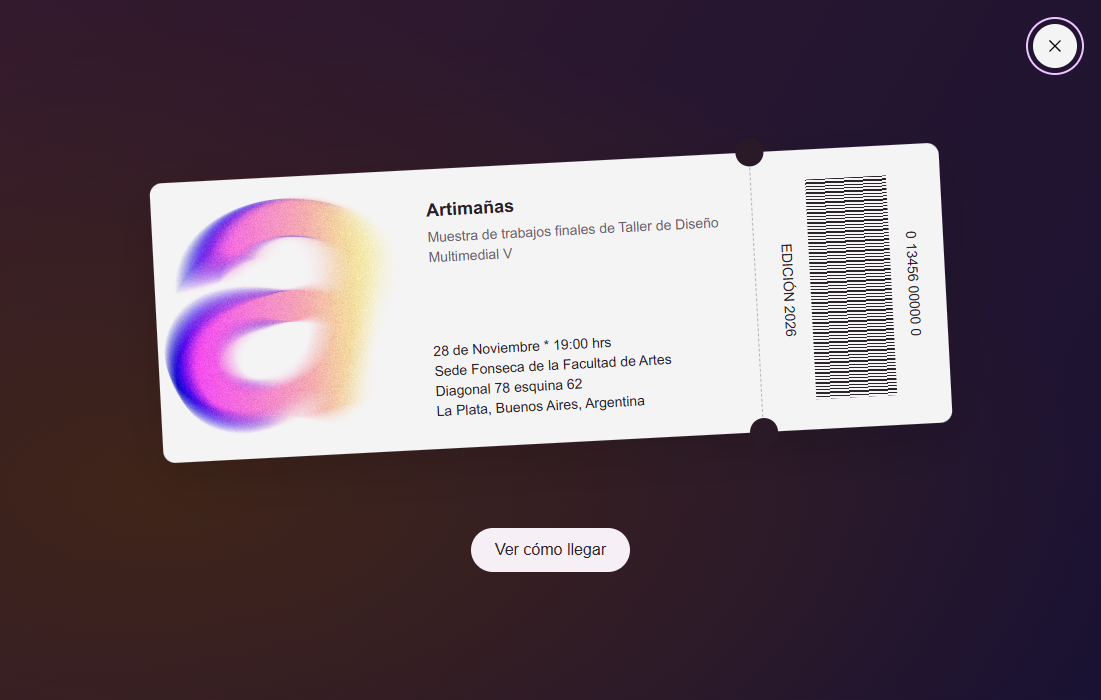 a
Artimañas
Muestra de trabajos finales de Taller de Diseño
Multimedial V
28 de Noviembre * 19:00 hrs
Sede Fonseca de la Facultad de Artes
Diagonal 78 esquina 62
La Plata, Buenos Aires, Argentina
EDICIÓN 2026
0 13456 00000 0
Ver cómo llegar